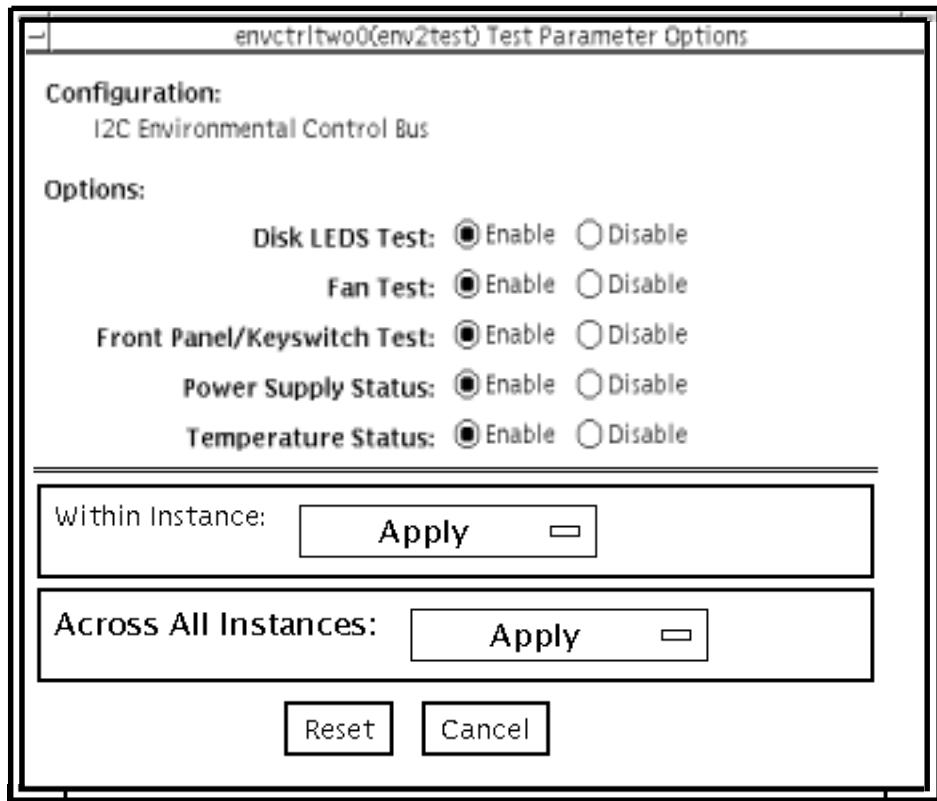 envctrltwo0(env2test) Test Parameter Options
Configuration:
I2C Environmental Control Bus
Options:
Disk LEDS Test: Enable Disable
Fan Test: Enable Disable
Front Panel/Keyswitch Test: Enable Disable
Power Supply Status: Enable Disable
Temperature Status: Enable Disable
Within Instance: Apply
Across All Instances: Apply
Reset Cancel